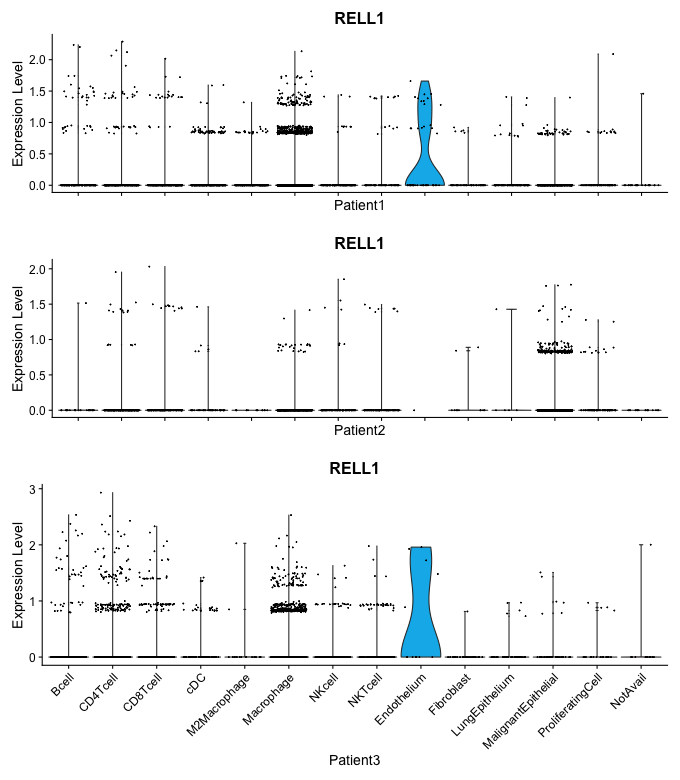 RELL1
Expression Level
2.0
1.5
1.0
0.5
0.0
Patient1
RELL1
Expression Level
2.0
1.5
1.0
0.5
0.0
Patient2
RELL1
Expression Level
3
2
1
0
Bcell
CD4Tcell
CD8Tcell
cDC
M2Macrophage
Macrophage
NKcell
NKTcell
Endothelium
Fibroblast
LungEpithelium
MalignantEpithelial
ProliferatingCell
NotAvail
Patient3